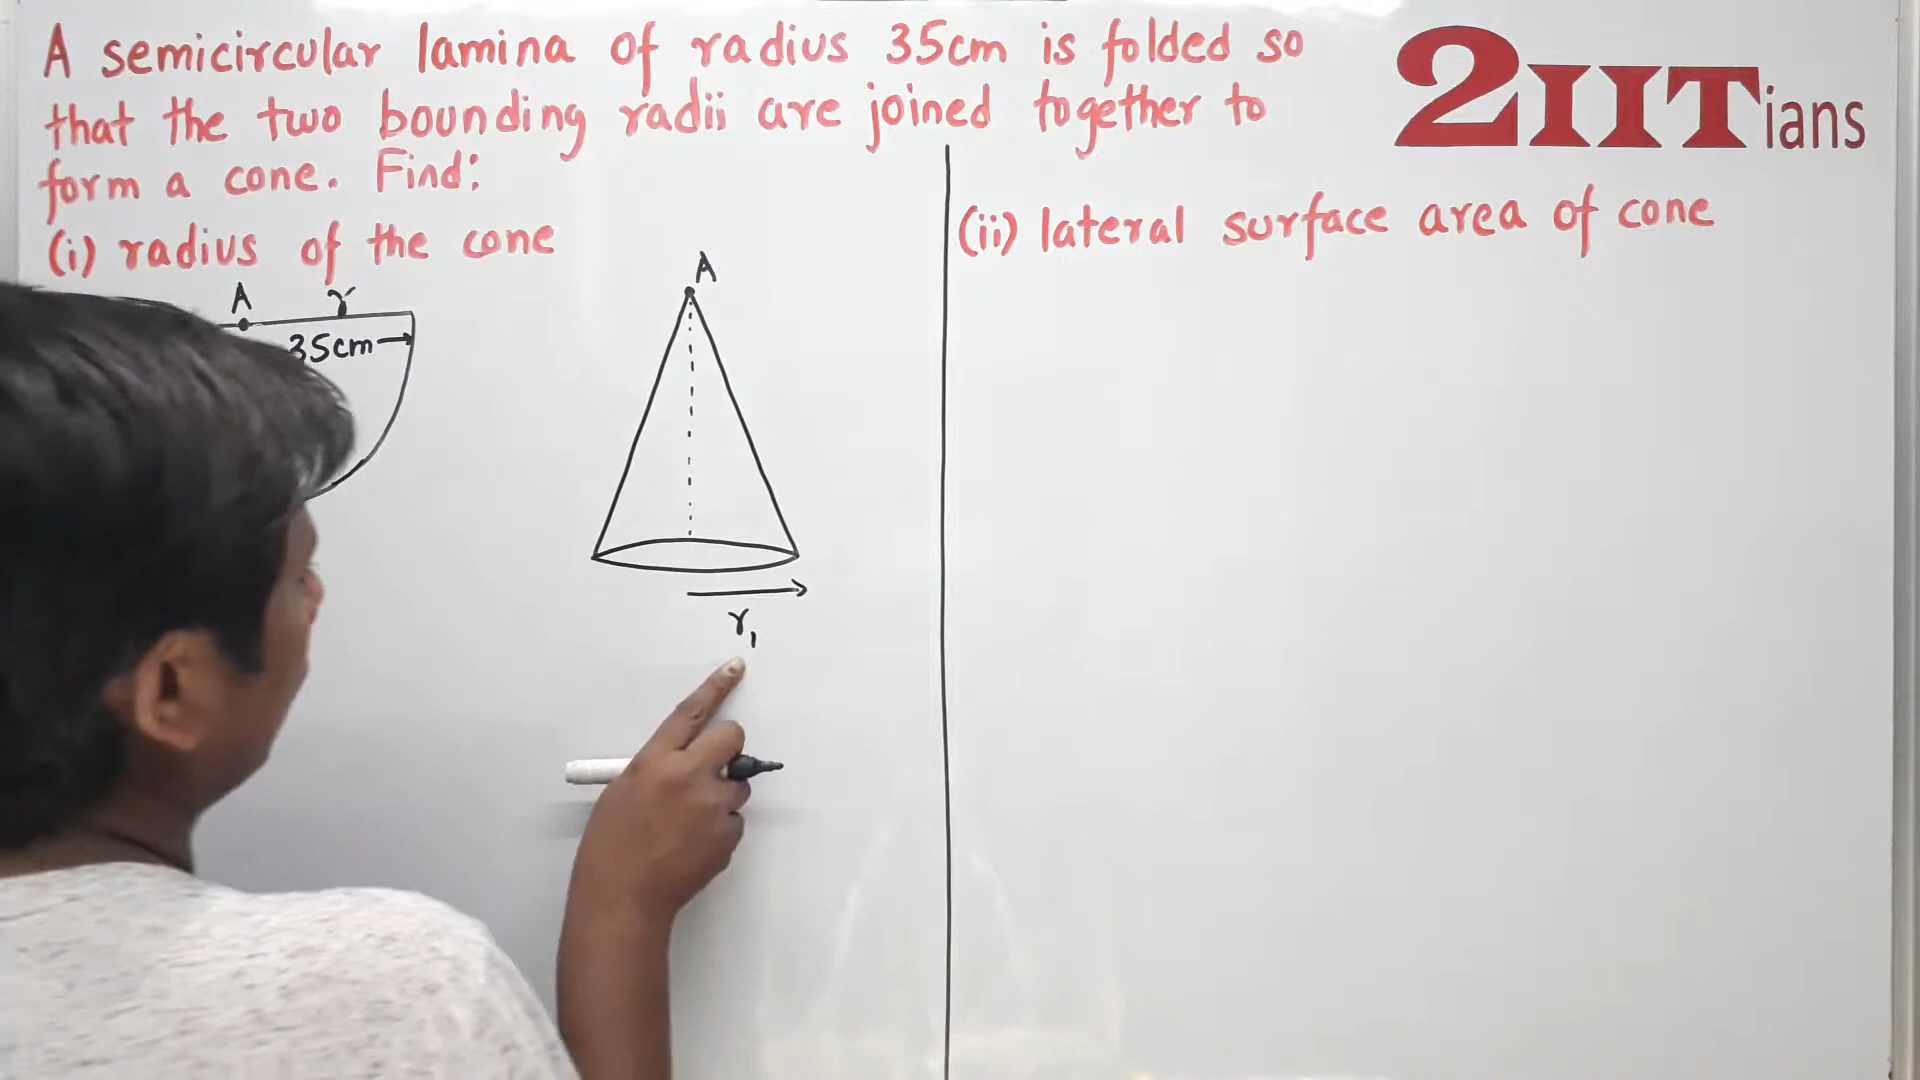 A semicircular lamina of radius 35cm is folded so
that the two bounding radii are joined together to
form a cone. Find:
(i) radius of the cone
A r
35cm
A
r₁
2IITians
(ii) lateral surface area of cone